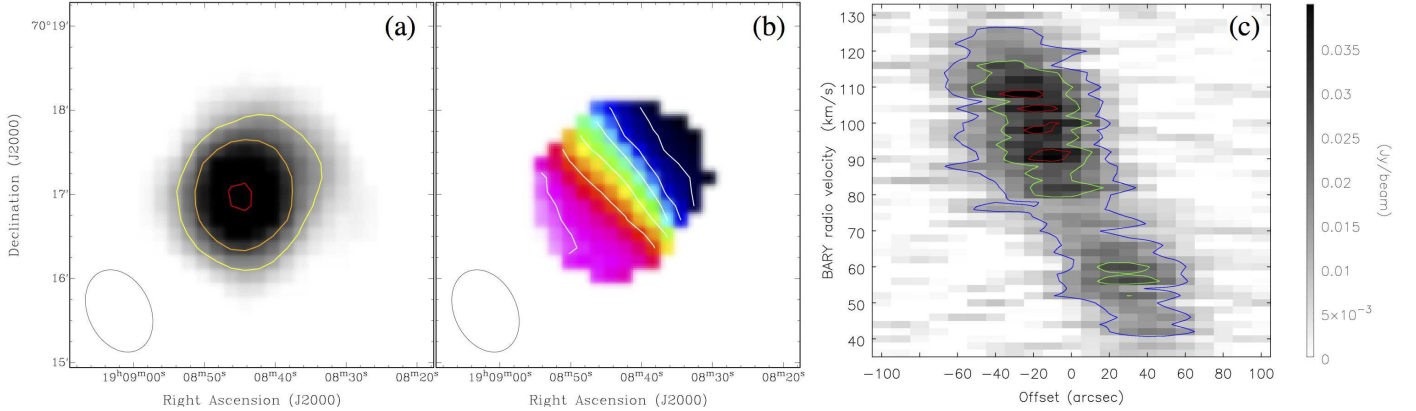 (a)
(b)
(c)
70°19'
18'
17'
16'
15'
Declination (J2000)
19ʰ09ᵐ00ˢ
08ᵐ50ˢ
08ᵐ40ˢ
08ᵐ30ˢ
08ᵐ20ˢ
Right Ascension (J2000)
19ʰ09ᵐ00ˢ
08ᵐ50ˢ
08ᵐ40ˢ
08ᵐ30ˢ
08ᵐ20ˢ
Right Ascension (J2000)
130
120
110
100
90
80
70
60
50
40
BARY radio velocity (km/s)
-100 -80 -60 -40 -20 0 20 40 60 80 100
Offset (arcsec)
0.035
0.03
0.025
0.02
0.015
0.01
5×10⁻³
0
(Jy/beam)